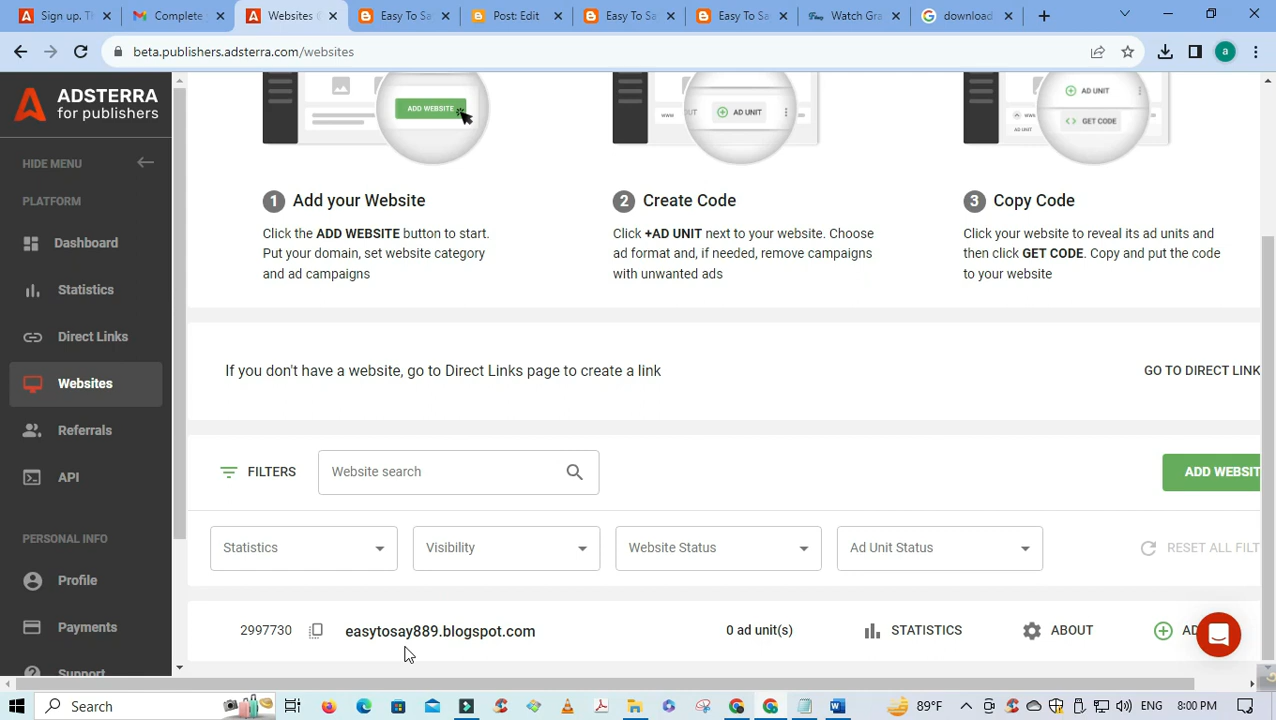 Sign up. T
Complete
Websites
Easy To Sa
Post: Edit
Easy To Sa
Easy To Sa
Watch Gra
download
beta.publishers.adsterra.com/websites
a
ADSTERRA
for publishers
HIDE MENU
PLATFORM
Dashboard
Statistics
Direct Links
Websites
Referrals
API
PERSONAL INFO
Profile
Payments
Support
ADD WEBSITE
WWW
AD UNIT
AD UNIT
AD UNIT
GET CODE
1 Add your Website
Click the ADD WEBSITE button to start.
Put your domain, set website category
and ad campaigns
2 Create Code
Click +AD UNIT next to your website. Choose
ad format and, if needed, remove campaigns
with unwanted ads
3 Copy Code
Click your website to reveal its ad units and
then click GET CODE. Copy and put the code
to your website
If you don't have a website, go to Direct Links page to create a link
GO TO DIRECT LINK
FILTERS
Website search
ADD WEBSIT
Statistics
Visibility
Website Status
Ad Unit Status
RESET ALL FILT
2997730
easytosay889.blogspot.com
0 ad unit(s)
STATISTICS
ABOUT
AD
Search
89°F
ENG
8:00 PM